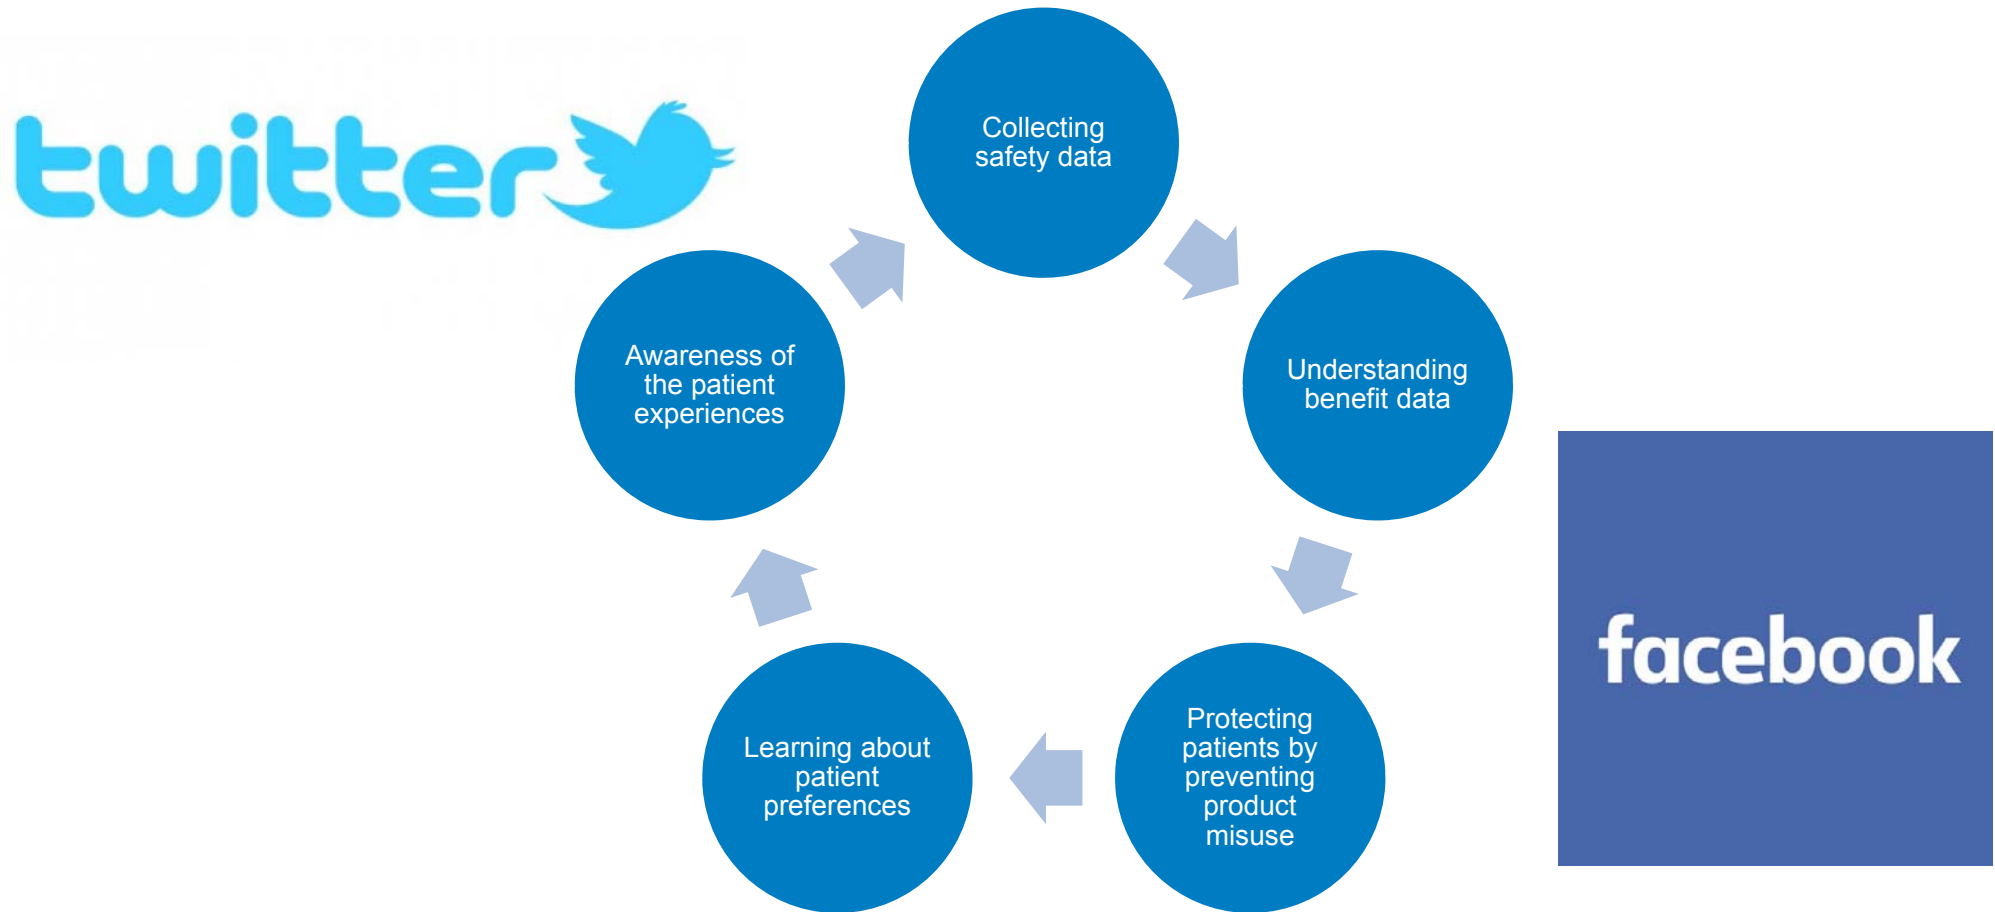 twitter
Collecting
safety data
Understanding
benefit data
Protecting
patients by
preventing
product
misuse
Learning about
patient
preferences
Awareness of
the patient
experiences
facebook